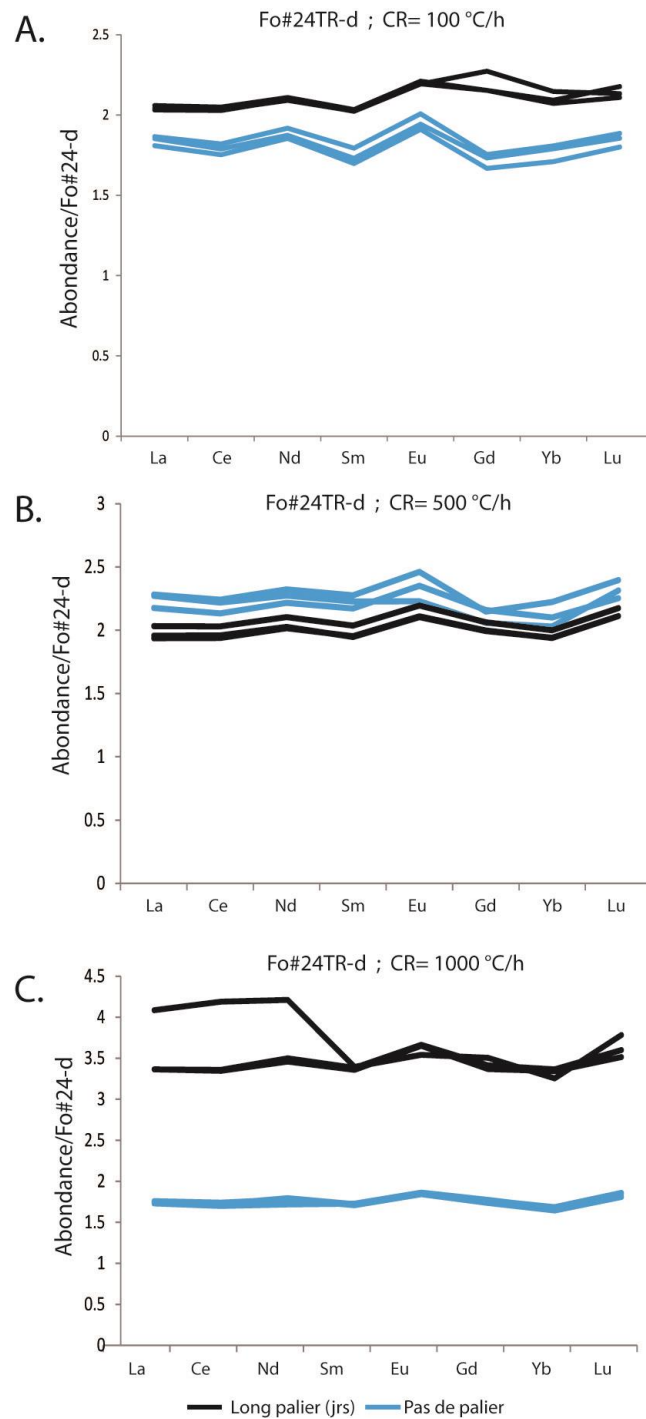 A.
Fo#24TR-d ; CR= 100 °C/h
Abondance/Fo#24-d
2.5
2
1.5
1
0.5
0
La Ce Nd Sm Eu Gd Yb Lu
B.
Fo#24TR-d ; CR= 500 °C/h
Abondance/Fo#24-d
3
2.5
2
1.5
1
0.5
0
La Ce Nd Sm Eu Gd Yb Lu
C.
Fo#24TR-d ; CR= 1000 °C/h
Abondance/Fo#24-d
4.5
4
3.5
3
2.5
2
1.5
1
0.5
0
La Ce Nd Sm Eu Gd Yb Lu
Long palier (jrs) Pas de palier